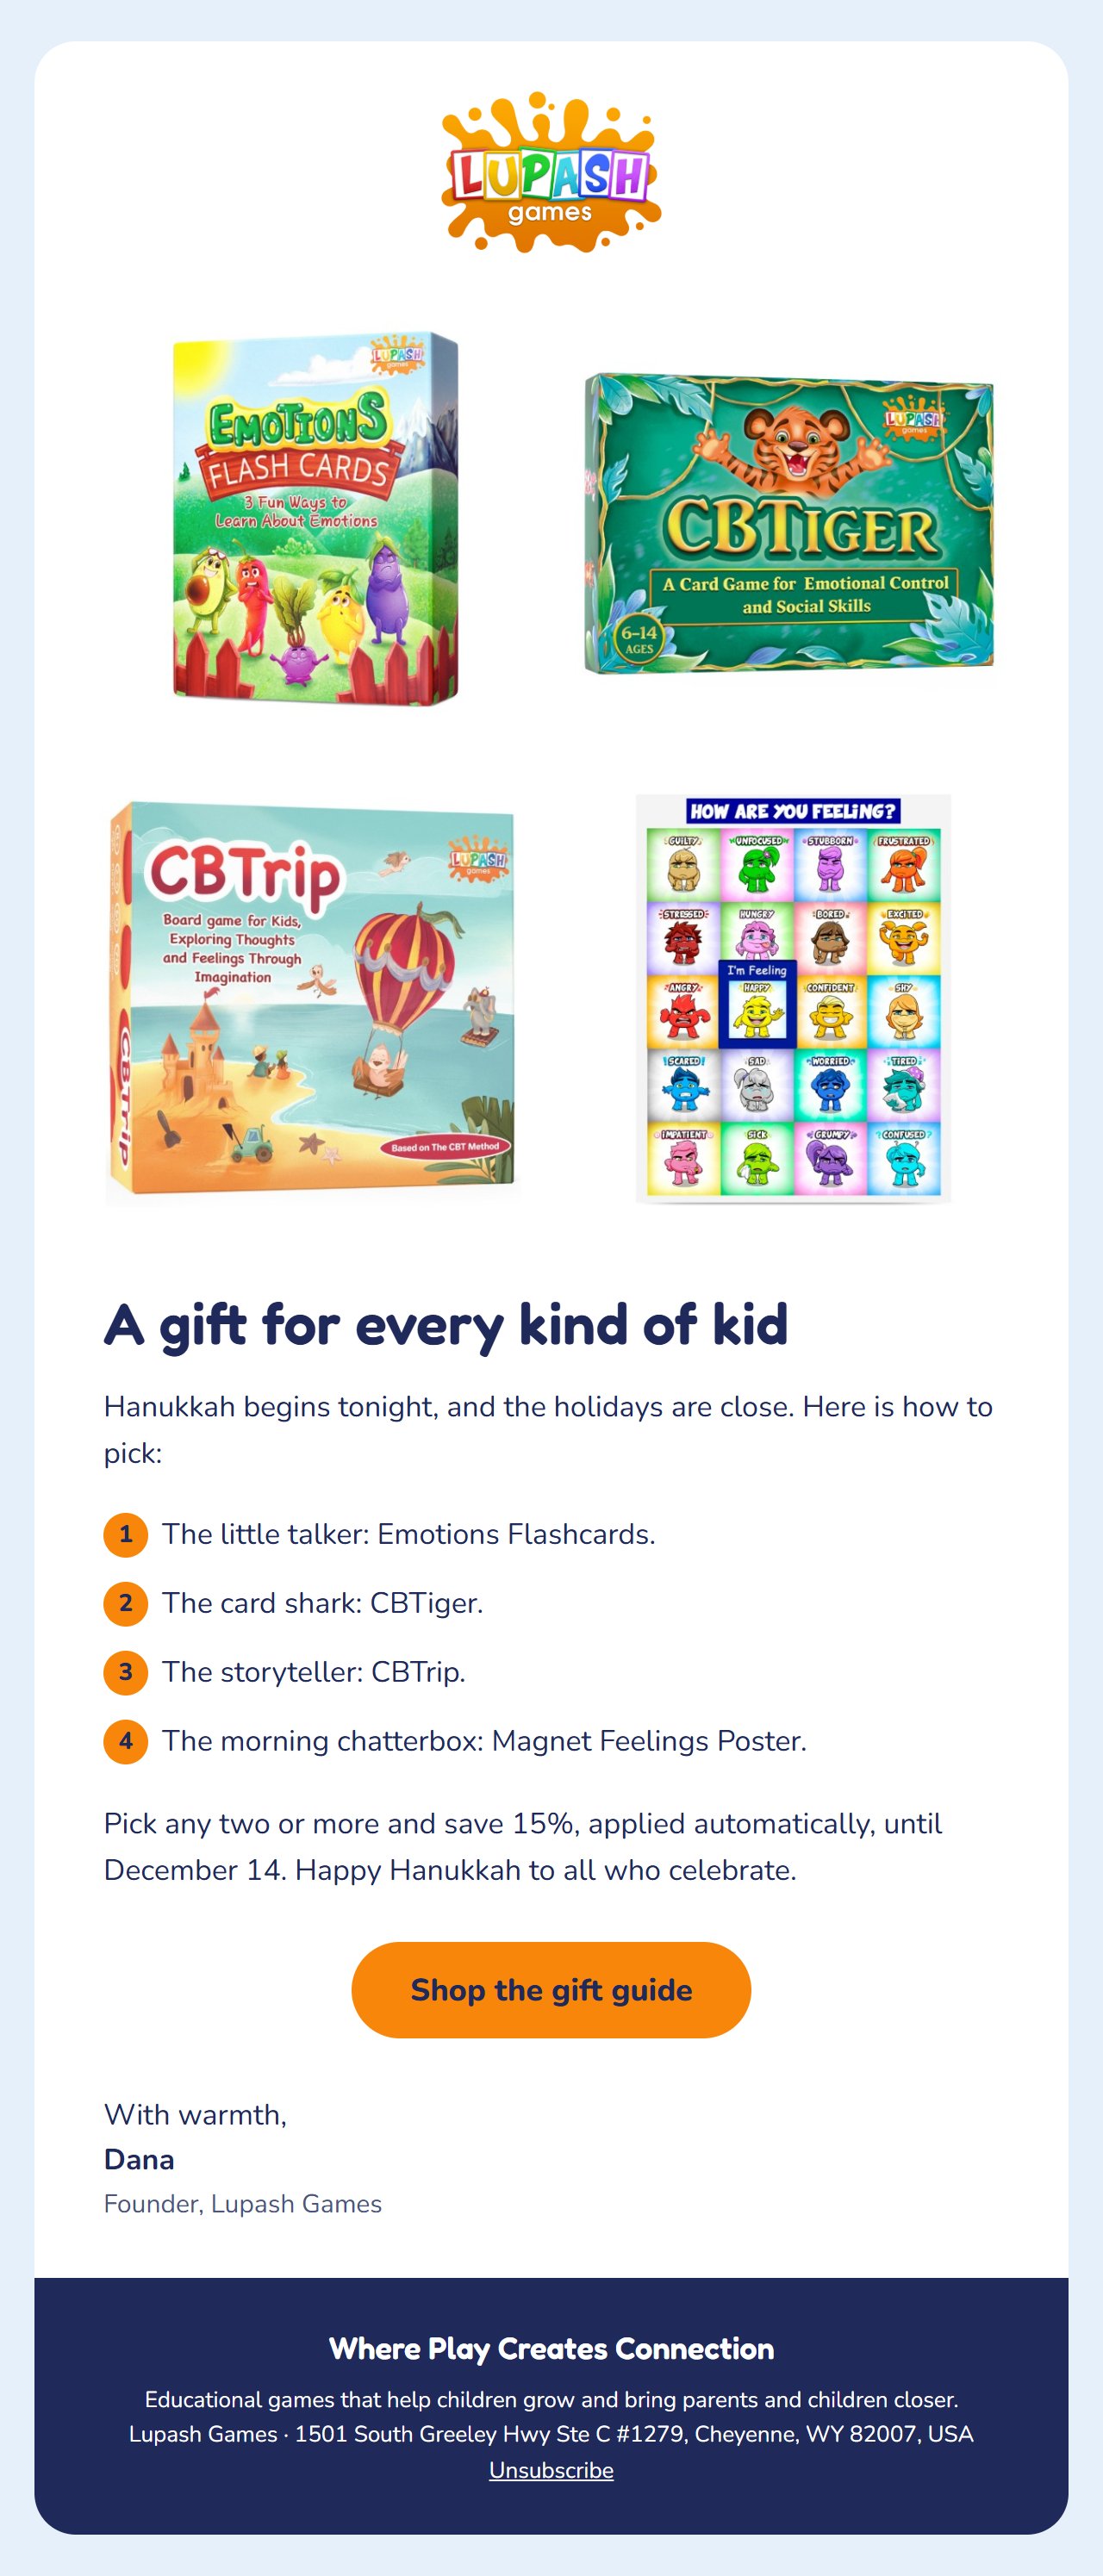 LUPASH
games
LUPASH
games
EMOTIONS
FLASH CARDS
3 Fun Ways to
Learn About Emotions
LUPASH
games
CBTIGER
A Card Game for Emotional Control
and Social Skills
6-14
AGES
CBTrip
LUPASH
games
Board game for Kids,
Exploring Thoughts
and Feelings Through
Imagination
CBTrip
Based on The CBT Method
HOW ARE YOU FEELING?
GUILTY UNFOCUSED STUBBORN FRUSTRATED
STRESSED HUNGRY BORED EXCITED
I'm Feeling
ANGRY HAPPY CONFIDENT SHY
SCARED! SAD WORRIED TIRED
IMPATIENT SICK GRUMPY ?CONFUSED?
A gift for every kind of kid
Hanukkah begins tonight, and the holidays are close. Here is how to
pick:
1 The little talker: Emotions Flashcards.
2 The card shark: CBTiger.
3 The storyteller: CBTrip.
4 The morning chatterbox: Magnet Feelings Poster.
Pick any two or more and save 15%, applied automatically, until
December 14. Happy Hanukkah to all who celebrate.
Shop the gift guide
With warmth,
Dana
Founder, Lupash Games
Where Play Creates Connection
Educational games that help children grow and bring parents and children closer.
Lupash Games · 1501 South Greeley Hwy Ste C #1279, Cheyenne, WY 82007, USA
Unsubscribe